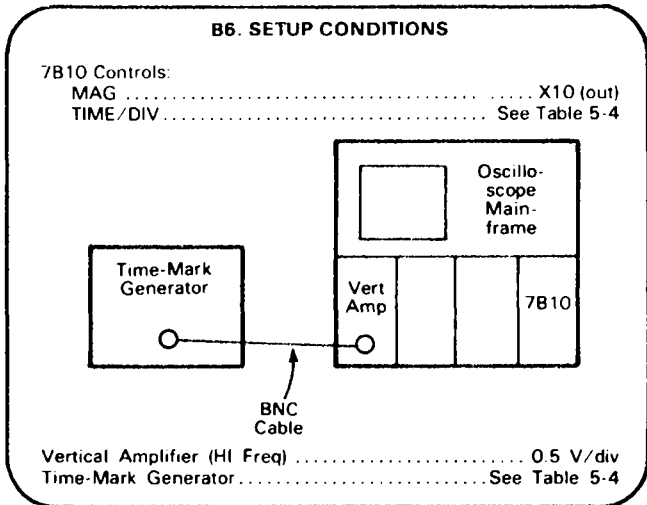 B6. SETUP CONDITIONS
7B10 Controls:
MAG ............................................ X10 (out)
TIME/DIV .................................... See Table 5-4
Oscillo-
scope
Main-
frame
Time-Mark
Generator
Vert
Amp
7B10
BNC
Cable
Vertical Amplifier (HI Freq) ........................ 0.5 V/div
Time-Mark Generator ........................... See Table 5-4